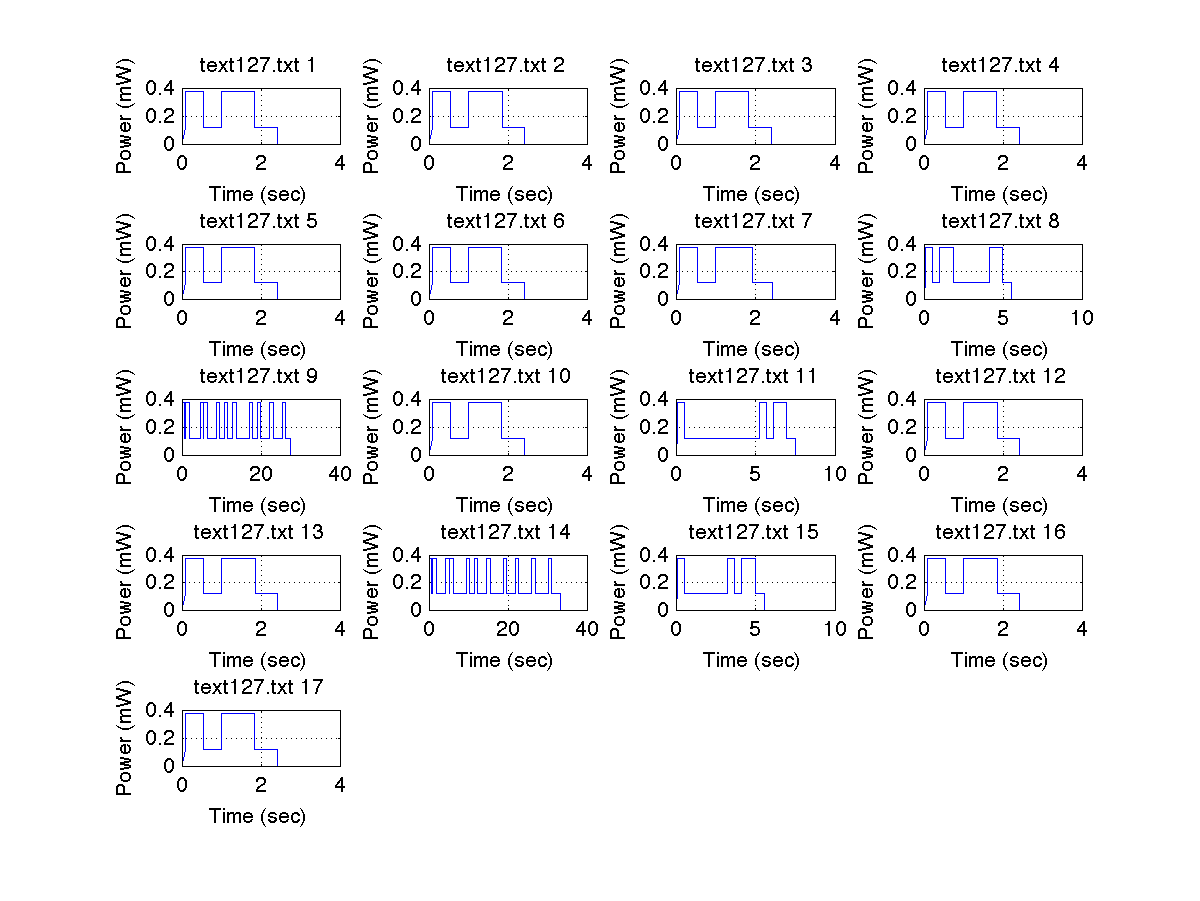 text127.txt 1
Power (mW)
0.4
0.2
0
0 2 4
Time (sec)
text127.txt 2
Power (mW)
0.4
0.2
0
0 2 4
Time (sec)
text127.txt 3
Power (mW)
0.4
0.2
0
0 2 4
Time (sec)
text127.txt 4
Power (mW)
0.4
0.2
0
0 2 4
Time (sec)
text127.txt 5
Power (mW)
0.4
0.2
0
0 2 4
Time (sec)
text127.txt 6
Power (mW)
0.4
0.2
0
0 2 4
Time (sec)
text127.txt 7
Power (mW)
0.4
0.2
0
0 2 4
Time (sec)
text127.txt 8
Power (mW)
0.4
0.2
0
0 5 10
Time (sec)
text127.txt 9
Power (mW)
0.4
0.2
0
0 20 40
Time (sec)
text127.txt 10
Power (mW)
0.4
0.2
0
0 2 4
Time (sec)
text127.txt 11
Power (mW)
0.4
0.2
0
0 5 10
Time (sec)
text127.txt 12
Power (mW)
0.4
0.2
0
0 2 4
Time (sec)
text127.txt 13
Power (mW)
0.4
0.2
0
0 2 4
Time (sec)
text127.txt 14
Power (mW)
0.4
0.2
0
0 20 40
Time (sec)
text127.txt 15
Power (mW)
0.4
0.2
0
0 5 10
Time (sec)
text127.txt 16
Power (mW)
0.4
0.2
0
0 2 4
Time (sec)
text127.txt 17
Power (mW)
0.4
0.2
0
0 2 4
Time (sec)